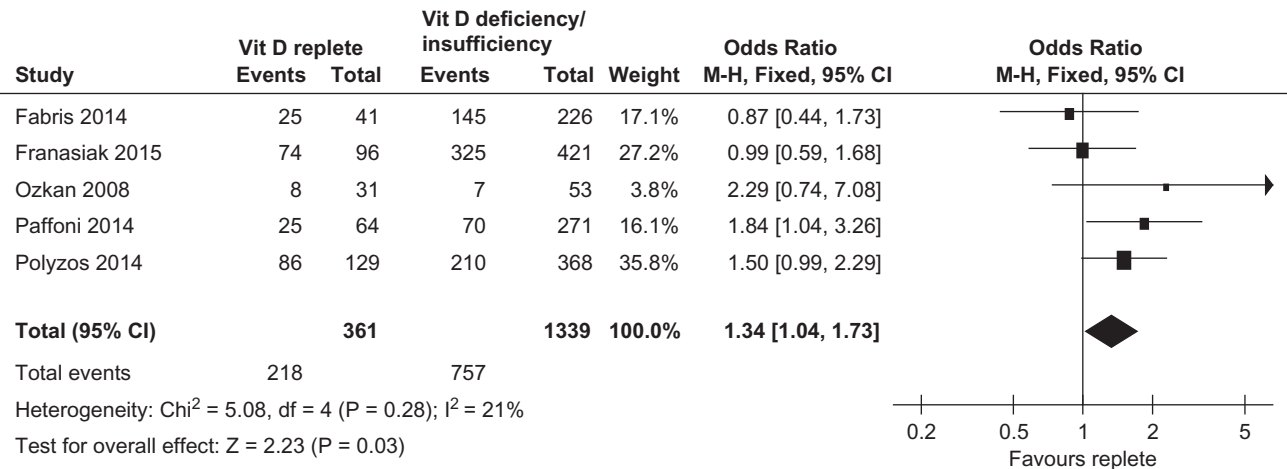 Vit D replete Vit D deficiency/ insufficiency Odds Ratio Odds Ratio
Study Events Total Events Total Weight M-H, Fixed, 95% CI M-H, Fixed, 95% CI
Fabris 2014 25 41 145 226 17.1% 0.87 [0.44, 1.73]
Franasiak 2015 74 96 325 421 27.2% 0.99 [0.59, 1.68]
Ozkan 2008 8 31 7 53 3.8% 2.29 [0.74, 7.08]
Paffoni 2014 25 64 70 271 16.1% 1.84 [1.04, 3.26]
Polyzos 2014 86 129 210 368 35.8% 1.50 [0.99, 2.29]
Total (95% CI) 361 1339 100.0% 1.34 [1.04, 1.73]
Total events 218 757
Heterogeneity: Chi² = 5.08, df = 4 (P = 0.28); I² = 21%
Test for overall effect: Z = 2.23 (P = 0.03)
0.2 0.5 1 2 5
Favours replete